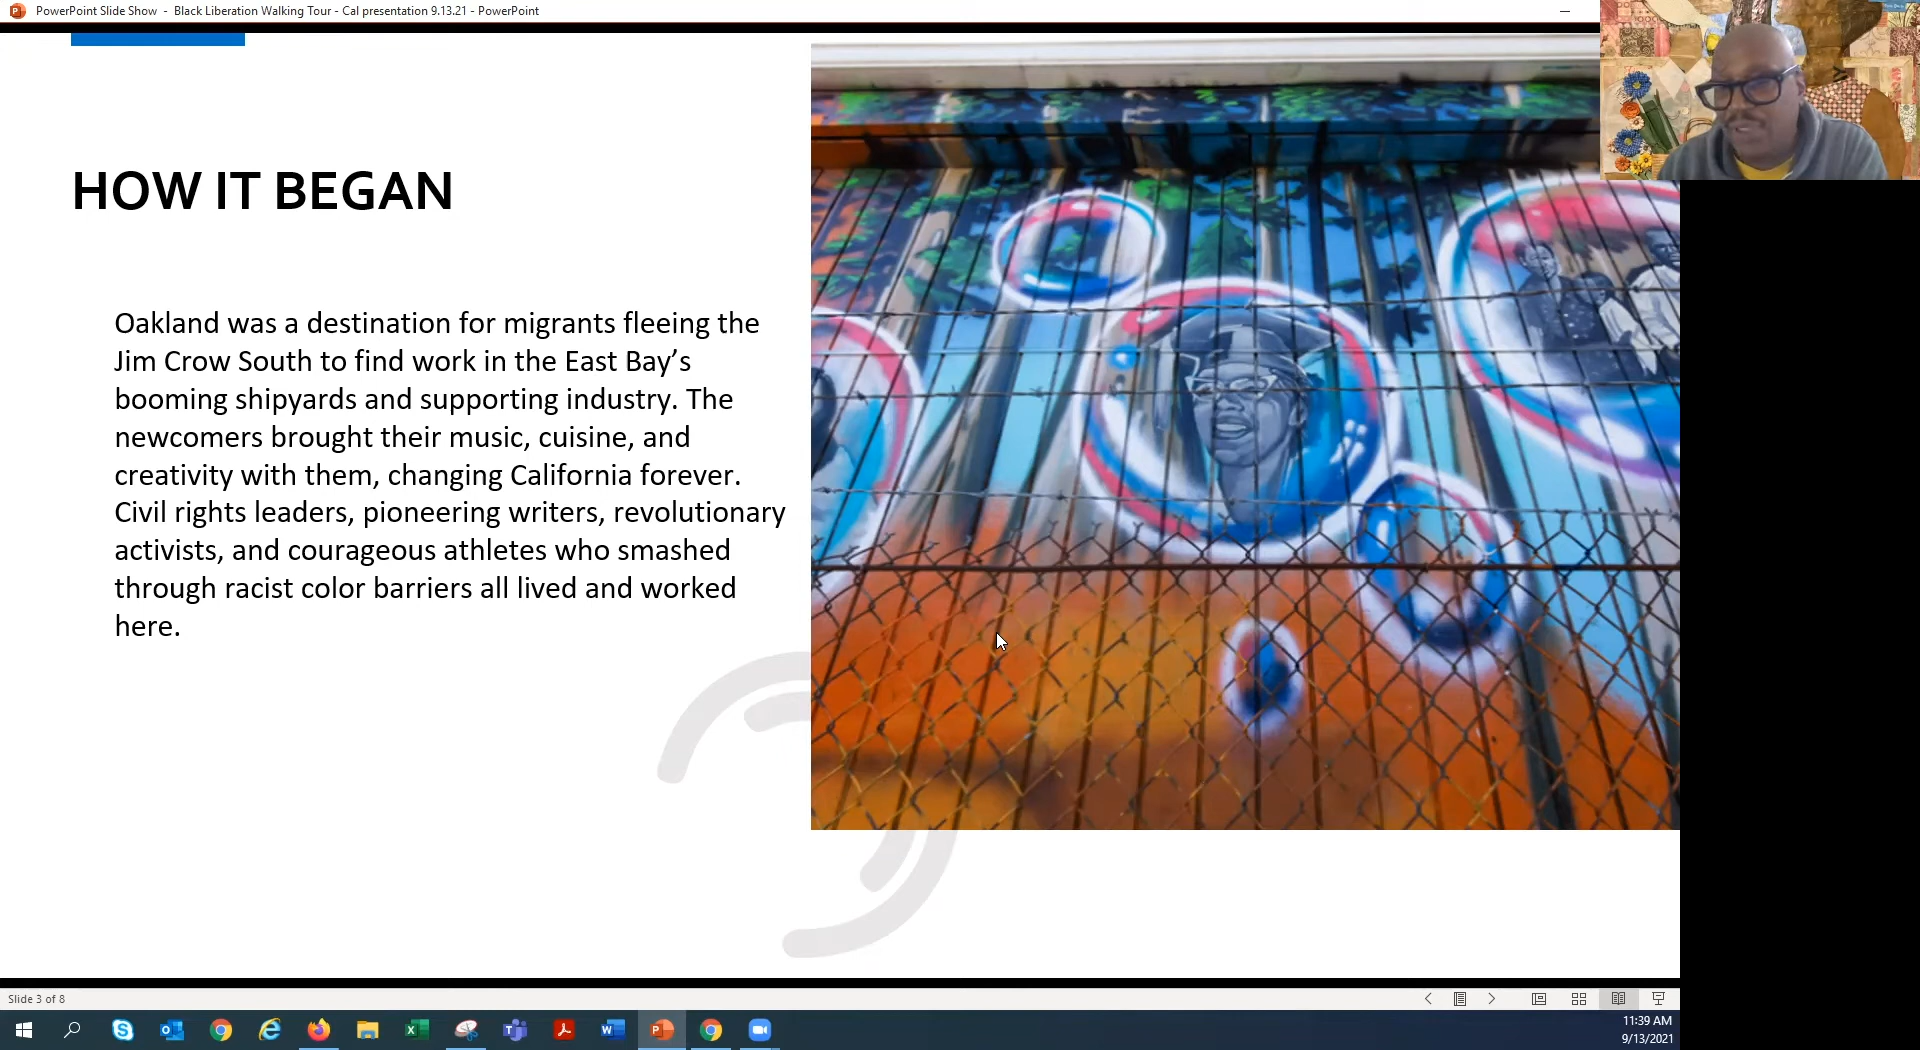 PowerPoint Slide Show - Black Liberation Walking Tour - Cal presentation 9.13.21 - PowerPoint
HOW IT BEGAN
Oakland was a destination for migrants fleeing the
Jim Crow South to find work in the East Bay’s
booming shipyards and supporting industry. The
newcomers brought their music, cuisine, and
creativity with them, changing California forever.
Civil rights leaders, pioneering writers, revolutionary
activists, and courageous athletes who smashed
through racist color barriers all lived and worked
here.
Slide 3 of 8
11:39 AM
9/13/2021